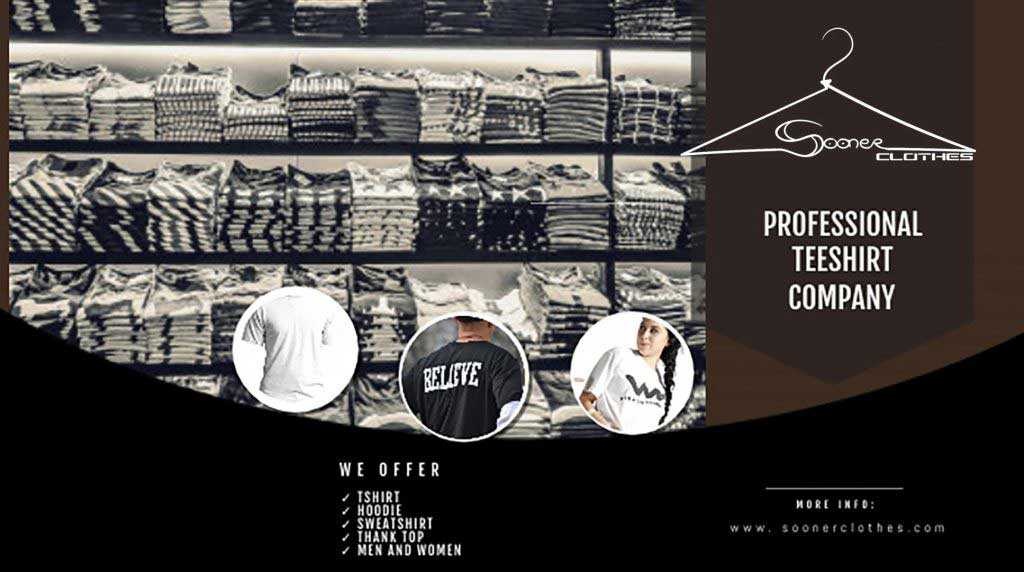 Sooner
CLOTHES
PROFESSIONAL
TEESHIRT
COMPANY
BELIEVE
WE OFFER
✓ TSHIRT
✓ HOODIE
✓ SWEATSHIRT
✓ THANK TOP
✓ MEN AND WOMEN
MORE INFO:
www. soonerclothes.com